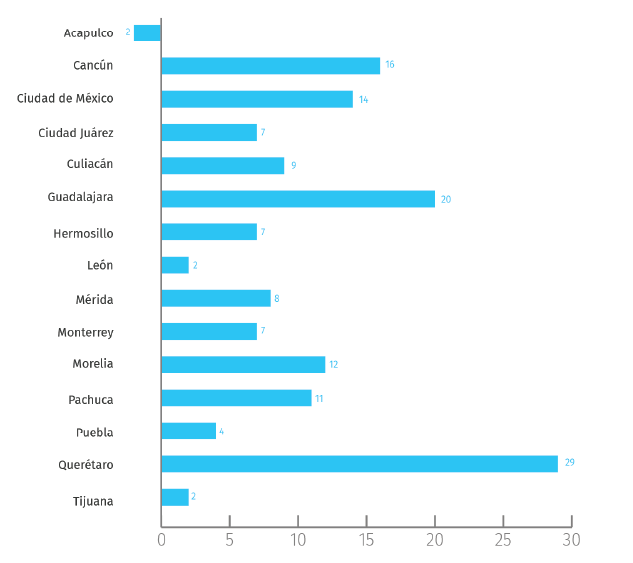 Acapulco 2
Cancún 16
Ciudad de México 14
Ciudad Juárez 7
Culiacán 9
Guadalajara 20
Hermosillo 7
León 2
Mérida 8
Monterrey 7
Morelia 12
Pachuca 11
Puebla 4
Querétaro 29
Tijuana 2
0 5 10 15 20 25 30